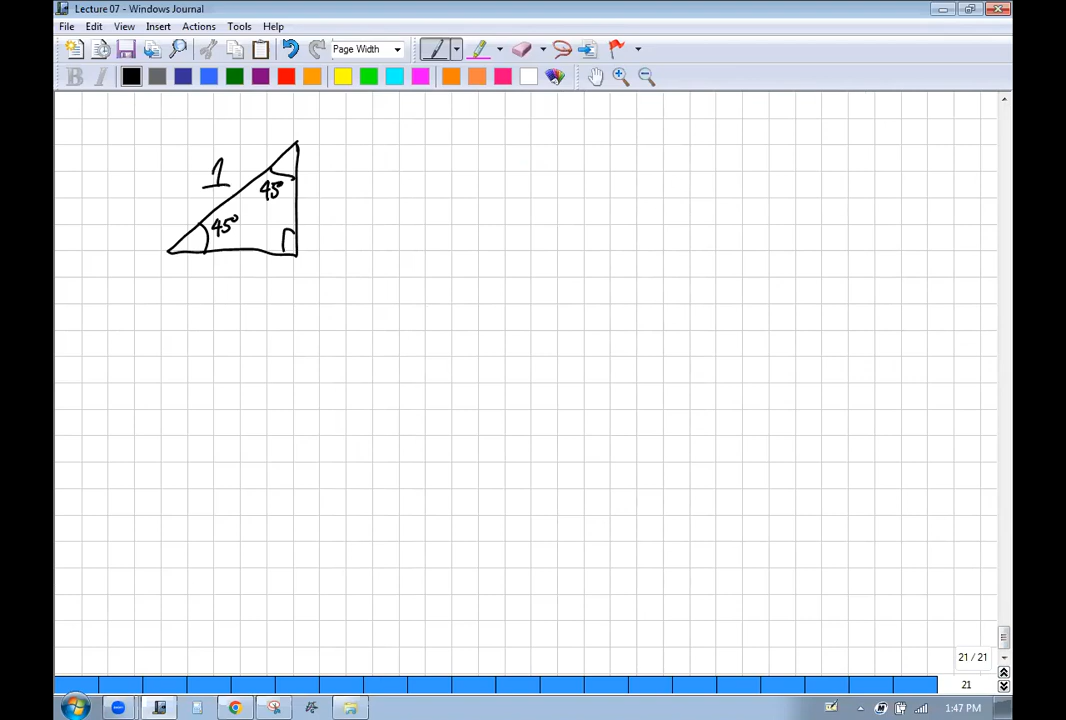 Lecture 07 - Windows Journal
File Edit View Insert Actions Tools Help
Page Width
B I
1
45°
45°
21 / 21
21
1:47 PM